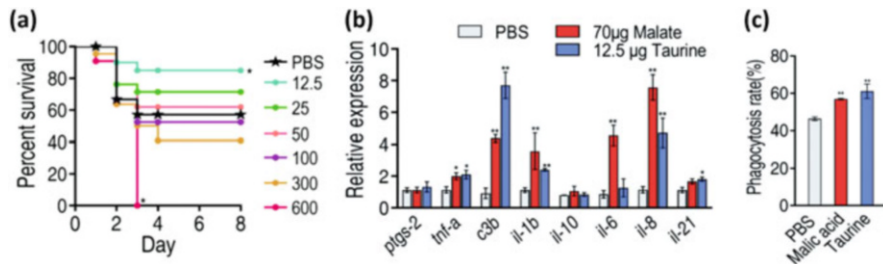 (a)
Percent survival
100
80
60
40
20
0
0 2 4 6 8
Day
PBS
12.5
25
50
100
300
600
*
*
(b)
PBS
70μg Malate
12.5 μg Taurine
Relative expression
10
8
6
4
2
0
* *
** **
** **
**
** **
*
ptgs-2 tnf-a c3b il-1b il-10 il-6 il-8 il-21
(c)
Phagocytosis rate(%)
80
60
40
20
0
** **
PBS Malic acid Taurine